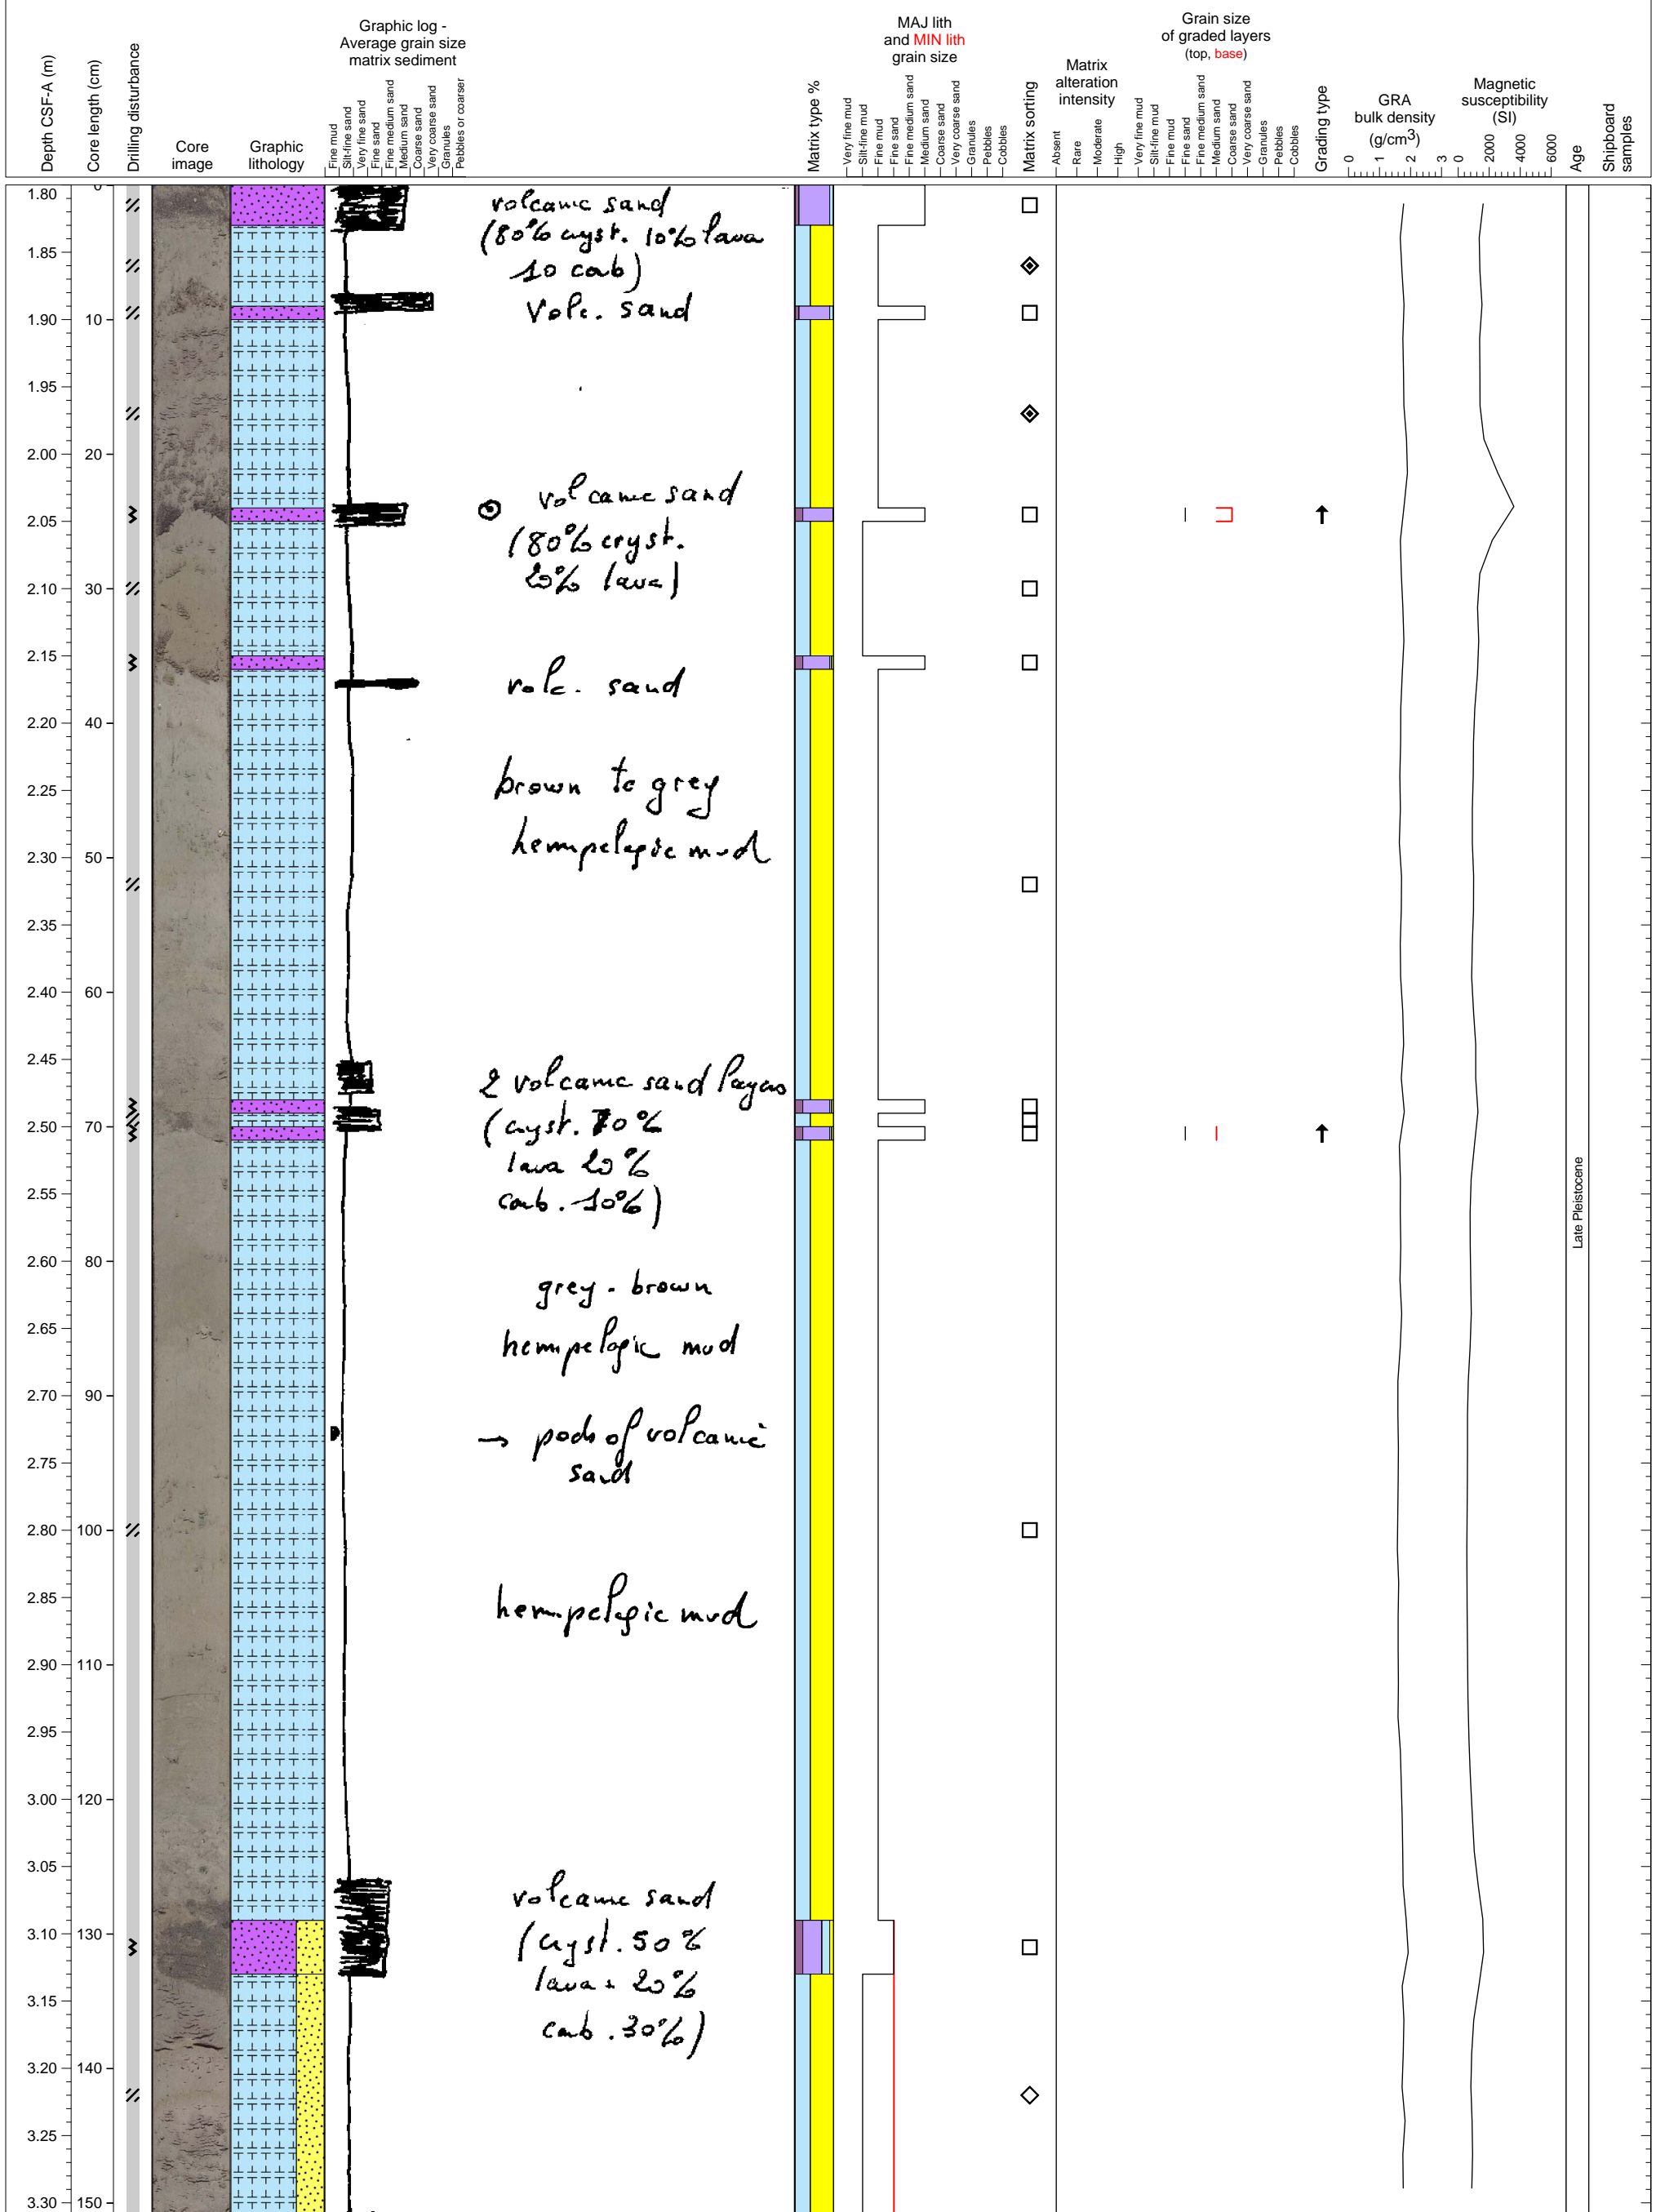 Depth CSF-A (m)
Core length (cm)
Drilling disturbance
Core
image
Graphic
lithology
Graphic log -
Average grain size
matrix sediment
Fine mud
Silt-fine sand
Very fine sand
Fine sand
Fine medium sand
Medium sand
Coarse sand
Very coarse sand
Granules
Pebbles or coarser
Matrix type %
MAJ lith
and MIN lith
grain size
Very fine mud
Silt-fine mud
Fine mud
Fine sand
Fine medium sand
Medium sand
Coarse sand
Very coarse sand
Granules
Pebbles
Cobbles
Matrix sorting
Matrix
alteration
intensity
Absent
Rare
Moderate
High
Grain size
of graded layers
(top, base)
Very fine mud
Silt-fine mud
Fine mud
Fine sand
Fine medium sand
Medium sand
Coarse sand
Very coarse sand
Granules
Pebbles
Cobbles
Grading type
GRA
bulk density
(g/cm3)
0 1 2 3
Magnetic
susceptibility
(SI)
0 2000 4000 6000
Age
Shipboard
samples
1.80 0
1.85
1.90 10
1.95
2.00 20
2.05
2.10 30
2.15
2.20 40
2.25
2.30 50
2.35
2.40 60
2.45
2.50 70
2.55
2.60 80
2.65
2.70 90
2.75
2.80 100
2.85
2.90 110
2.95
3.00 120
3.05
3.10 130
3.15
3.20 140
3.25
3.30 150
volcanic sand
(80% cryst. 10% lava
10 carb)
Volc. sand
volcanic sand
(80% cryst.
20% lava)
volc. sand
brown to grey
hemipelagic mud
2 volcanic sand layers
(cryst. 70%
lava 20%
carb. 10%)
grey-brown
hemipelagic mud
→ pods of volcanic
sand
hemipelagic mud
volcanic sand
(cryst. 50%
lava = 20%
carb. 30%)
Late Pleistocene